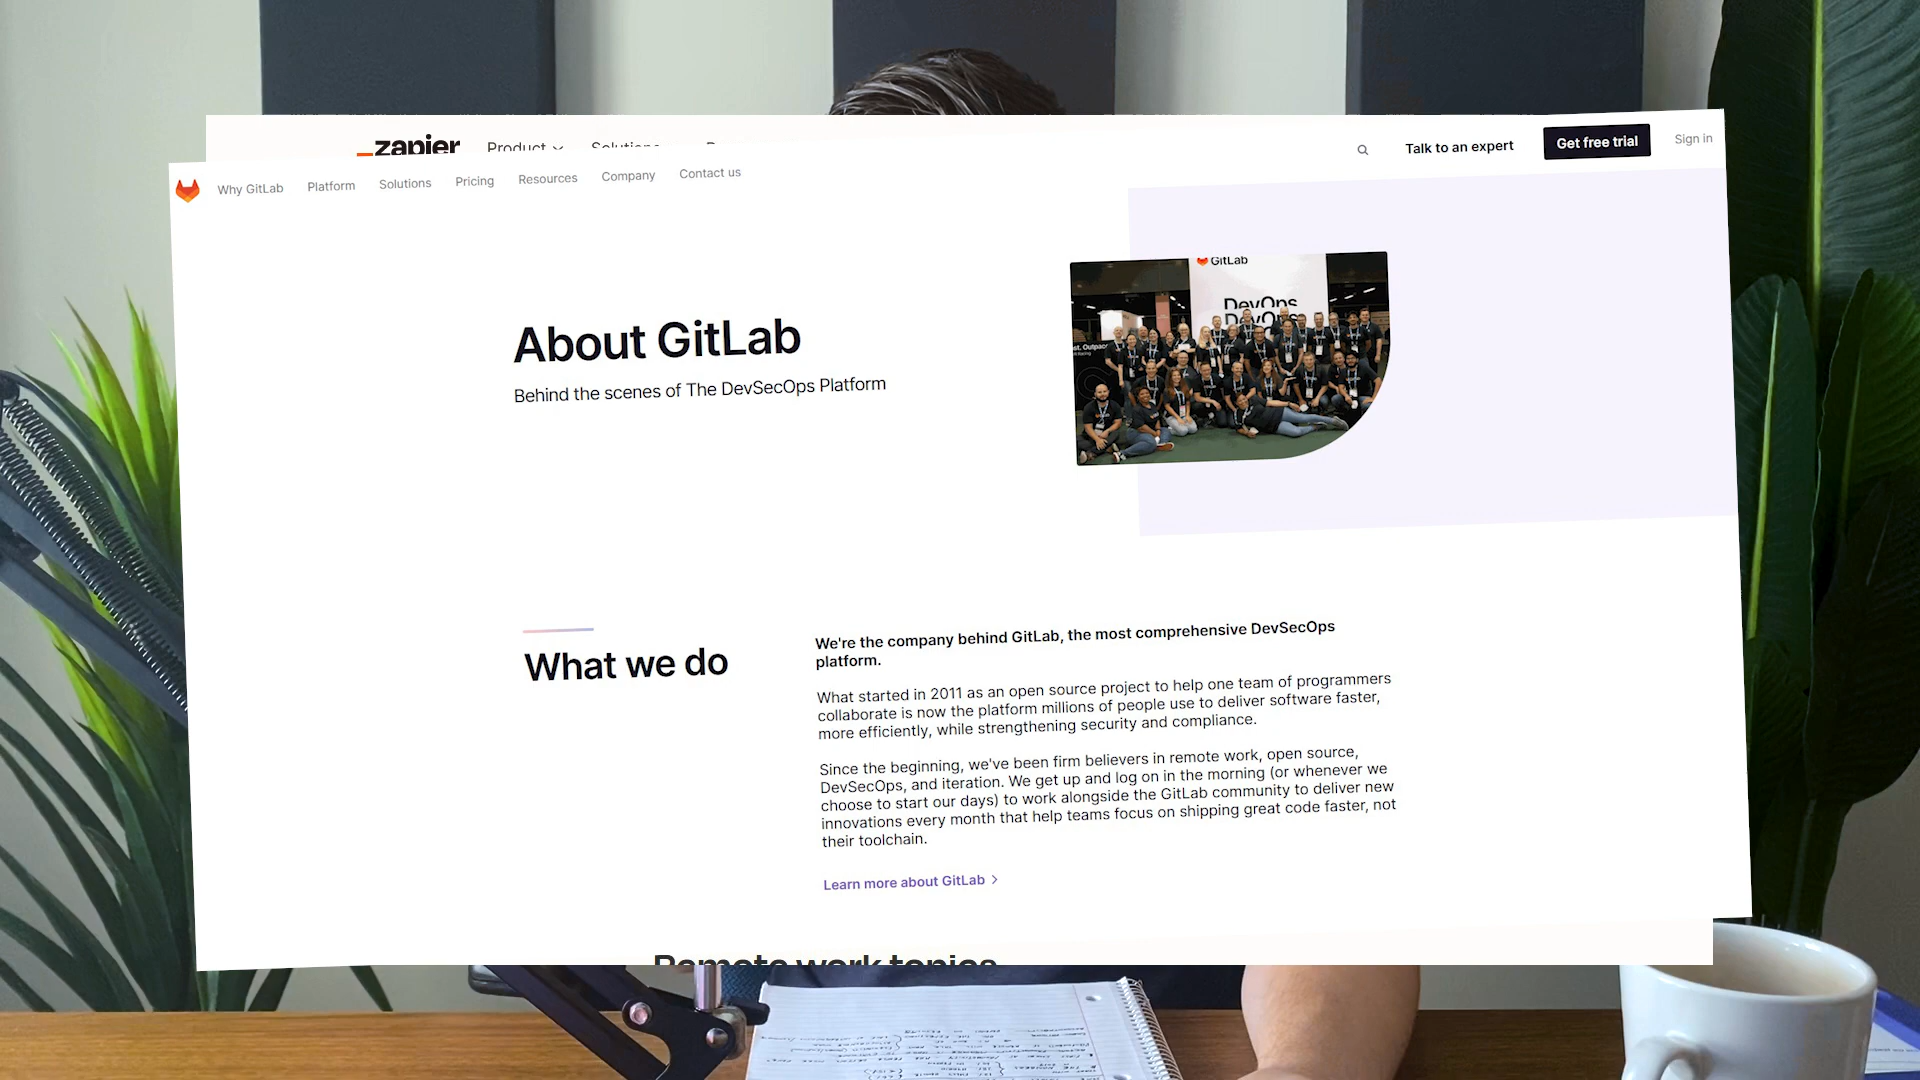 zapier
Product
Solutions
Why GitLab Platform Solutions Pricing Resources Company Contact us
Talk to an expert
Get free trial
Sign in
GitLab
DevOps
DevOps
About GitLab
Behind the scenes of The DevSecOps Platform
What we do
We're the company behind GitLab, the most comprehensive DevSecOps
platform.
What started in 2011 as an open source project to help one team of programmers
collaborate is now the platform millions of people use to deliver software faster,
more efficiently, while strengthening security and compliance.
Since the beginning, we've been firm believers in remote work, open source,
DevSecOps, and iteration. We get up and log on in the morning (or whenever we
choose to start our days) to work alongside the GitLab community to deliver new
innovations every month that help teams focus on shipping great code faster, not
their toolchain.
Learn more about GitLab
Remote work topics